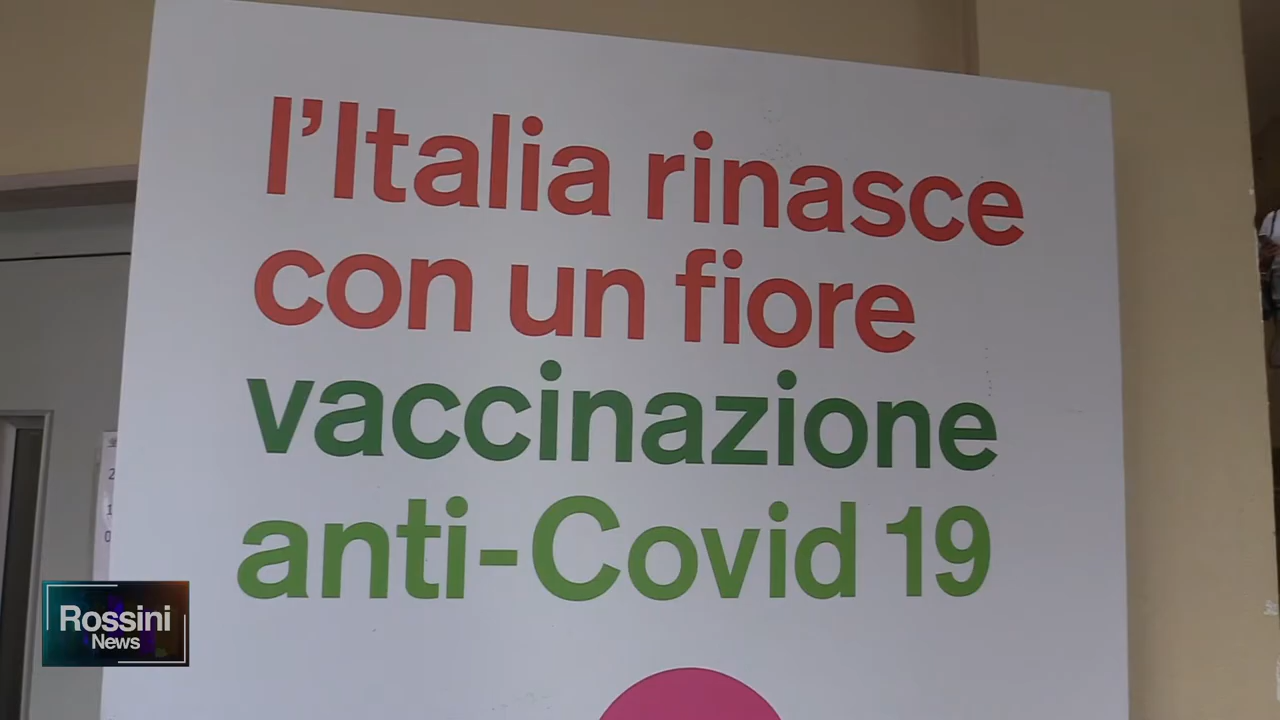 l'Italia rinasce
con un fiore
vaccinazione
anti-Covid 19
Rossini
News